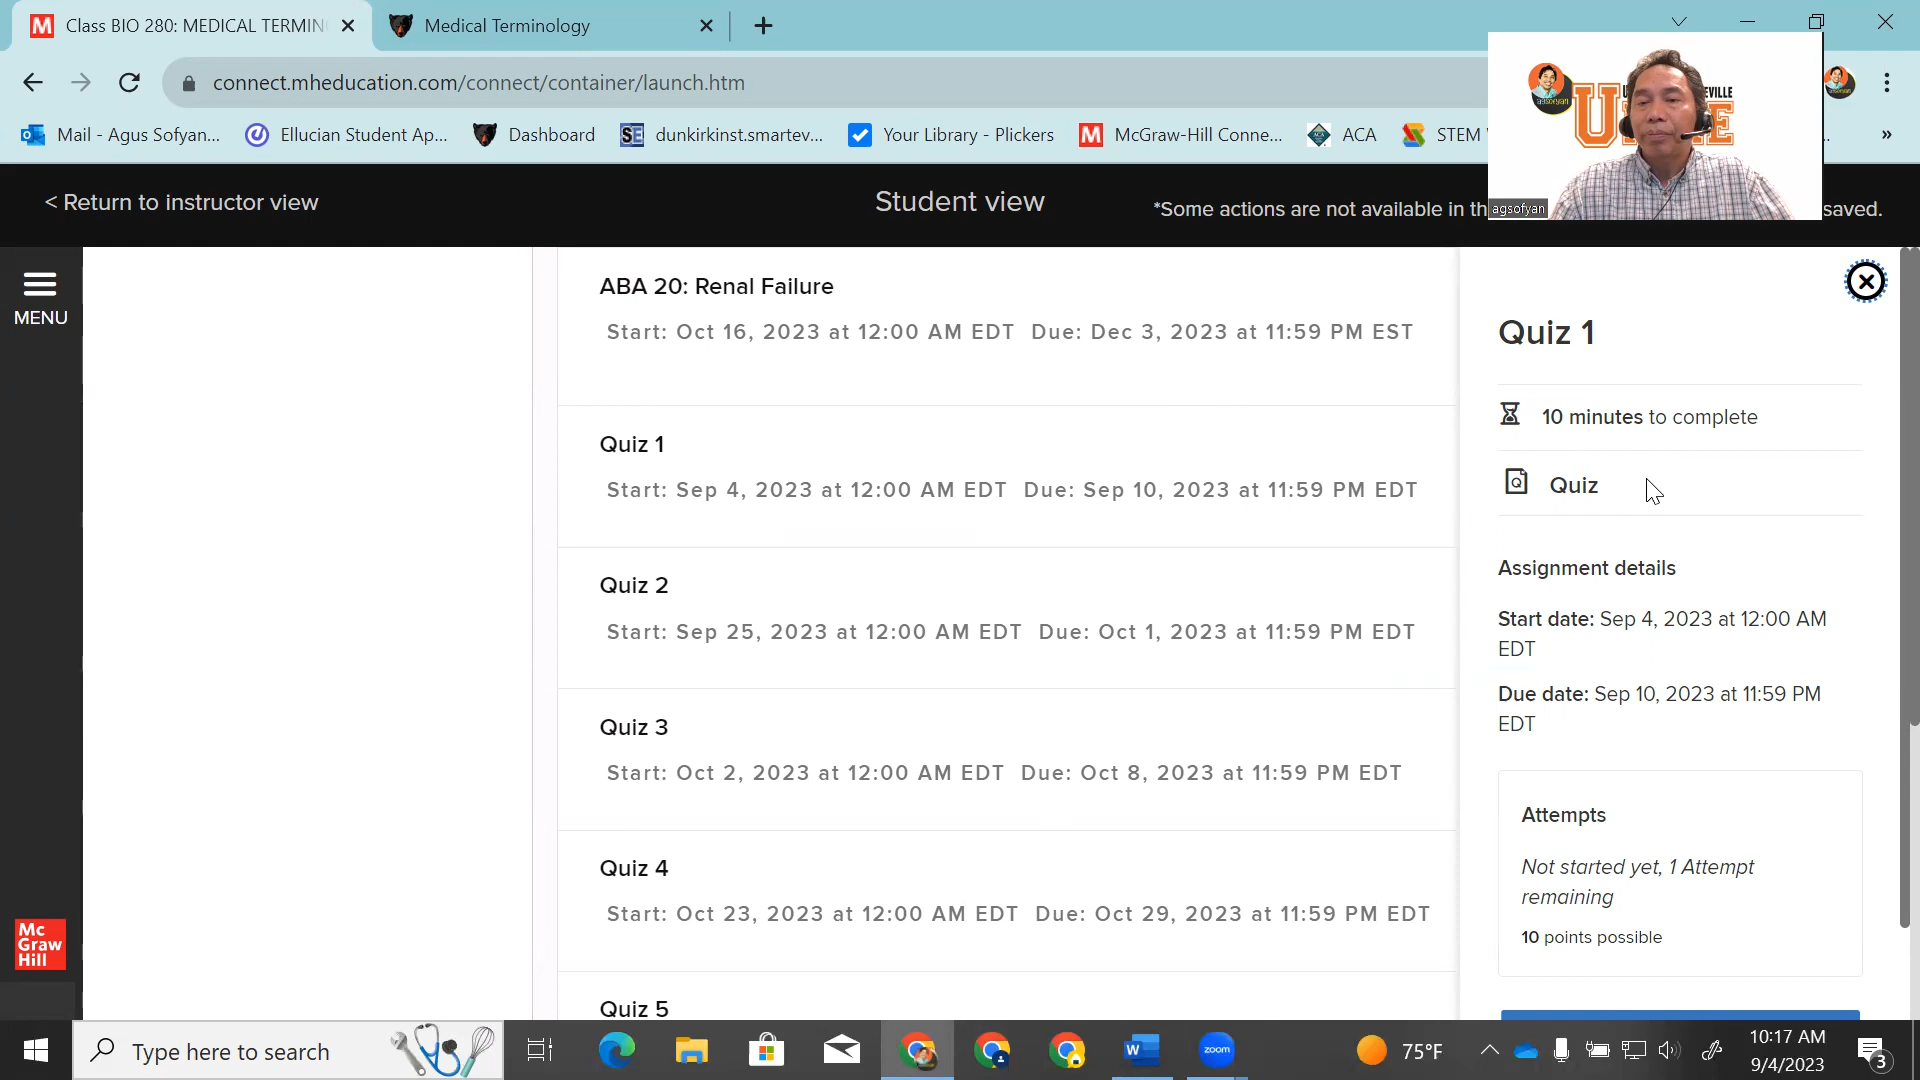 Class BIO 280: MEDICAL TERMIN
Medical Terminology
connect.mheducation.com/connect/container/launch.htm
Mail - Agus Sofyan...
Ellucian Student Ap...
Dashboard
dunkirkinst.smartev...
Your Library - Plickers
McGraw-Hill Conne...
ACA
STEM
»
agsofyan
< Return to instructor view
Student view
*Some actions are not available in th
saved.
MENU
ABA 20: Renal Failure
Start: Oct 16, 2023 at 12:00 AM EDT Due: Dec 3, 2023 at 11:59 PM EST
Quiz 1
Start: Sep 4, 2023 at 12:00 AM EDT Due: Sep 10, 2023 at 11:59 PM EDT
Quiz 2
Start: Sep 25, 2023 at 12:00 AM EDT Due: Oct 1, 2023 at 11:59 PM EDT
Quiz 3
Start: Oct 2, 2023 at 12:00 AM EDT Due: Oct 8, 2023 at 11:59 PM EDT
Quiz 4
Start: Oct 23, 2023 at 12:00 AM EDT Due: Oct 29, 2023 at 11:59 PM EDT
Quiz 5
Quiz 1
10 minutes to complete
Quiz
Assignment details
Start date: Sep 4, 2023 at 12:00 AM
EDT
Due date: Sep 10, 2023 at 11:59 PM
EDT
Attempts
Not started yet, 1 Attempt
remaining
10 points possible
Mc
Graw
Hill
Type here to search
zoom
75°F
10:17 AM
9/4/2023
3